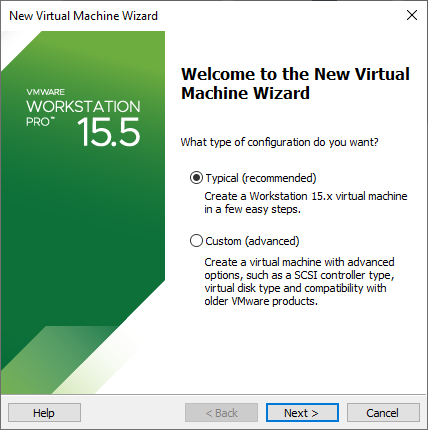 New Virtual Machine Wizard
VMWARE
WORKSTATION
PRO™ 15.5
Welcome to the New Virtual
Machine Wizard
What type of configuration do you want?
Typical (recommended)
Create a Workstation 15.x virtual machine
in a few easy steps.
Custom (advanced)
Create a virtual machine with advanced
options, such as a SCSI controller type,
virtual disk type and compatibility with
older VMware products.
Help
< Back
Next >
Cancel